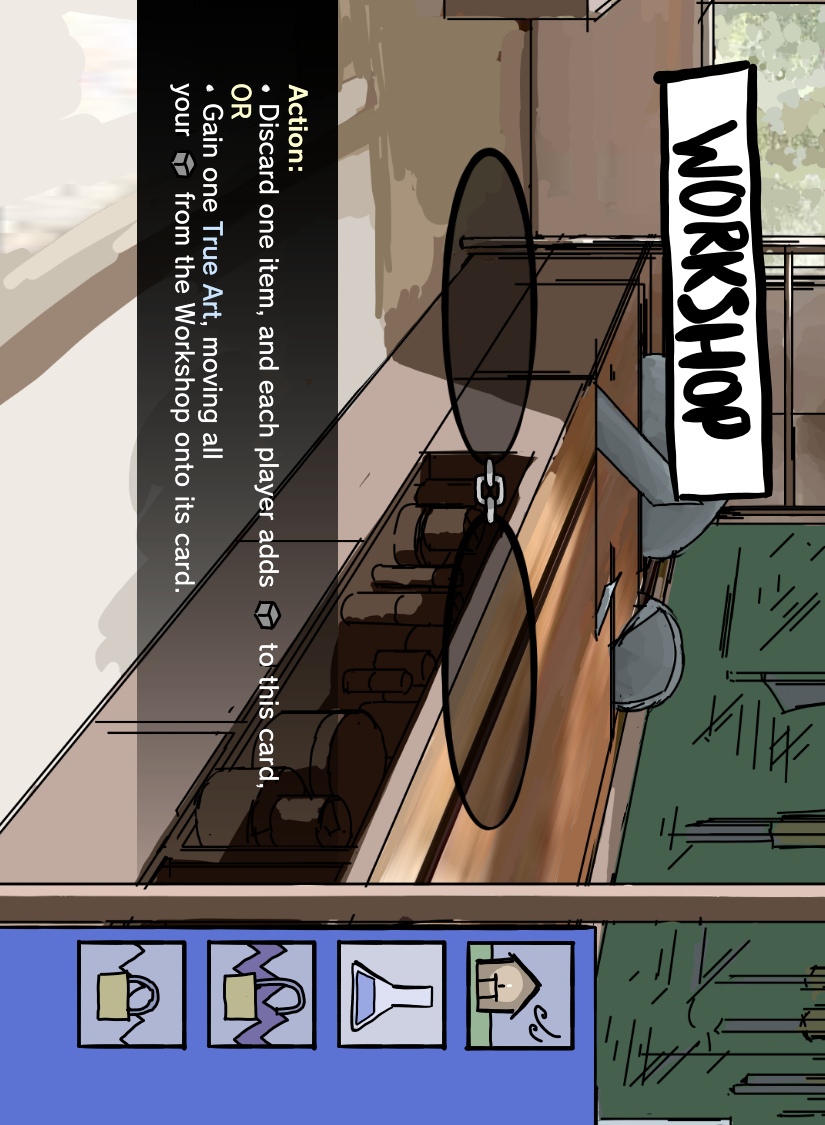 WORKSHOP
Action:
• Discard one item, and each player adds to this card,
OR
• Gain one True Art, moving all
your from the Workshop onto its card.